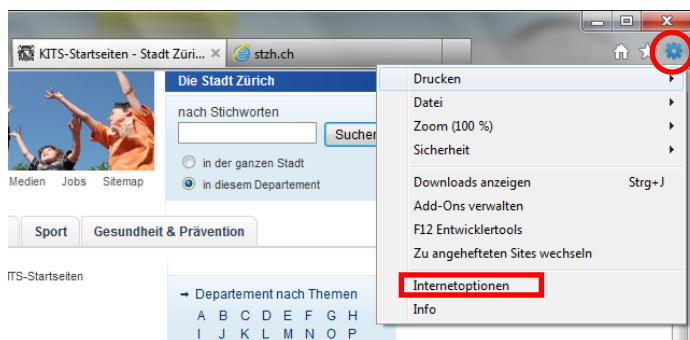 KITS-Startseiten - Stadt Züri... ×
stzh.ch
Die Stadt Zürich
nach Stichworten
Suchen
in der ganzen Stadt
in diesem Departement
Medien Jobs Sitemap
Sport Gesundheit & Prävention
ITS-Startseiten
→ Departement nach Themen
A B C D E F G H
I J K L M N O P
Drucken
Datei
Zoom (100 %)
Sicherheit
Downloads anzeigen Strg+J
Add-Ons verwalten
F12 Entwicklertools
Zu angehefteten Sites wechseln
Internetoptionen
Info